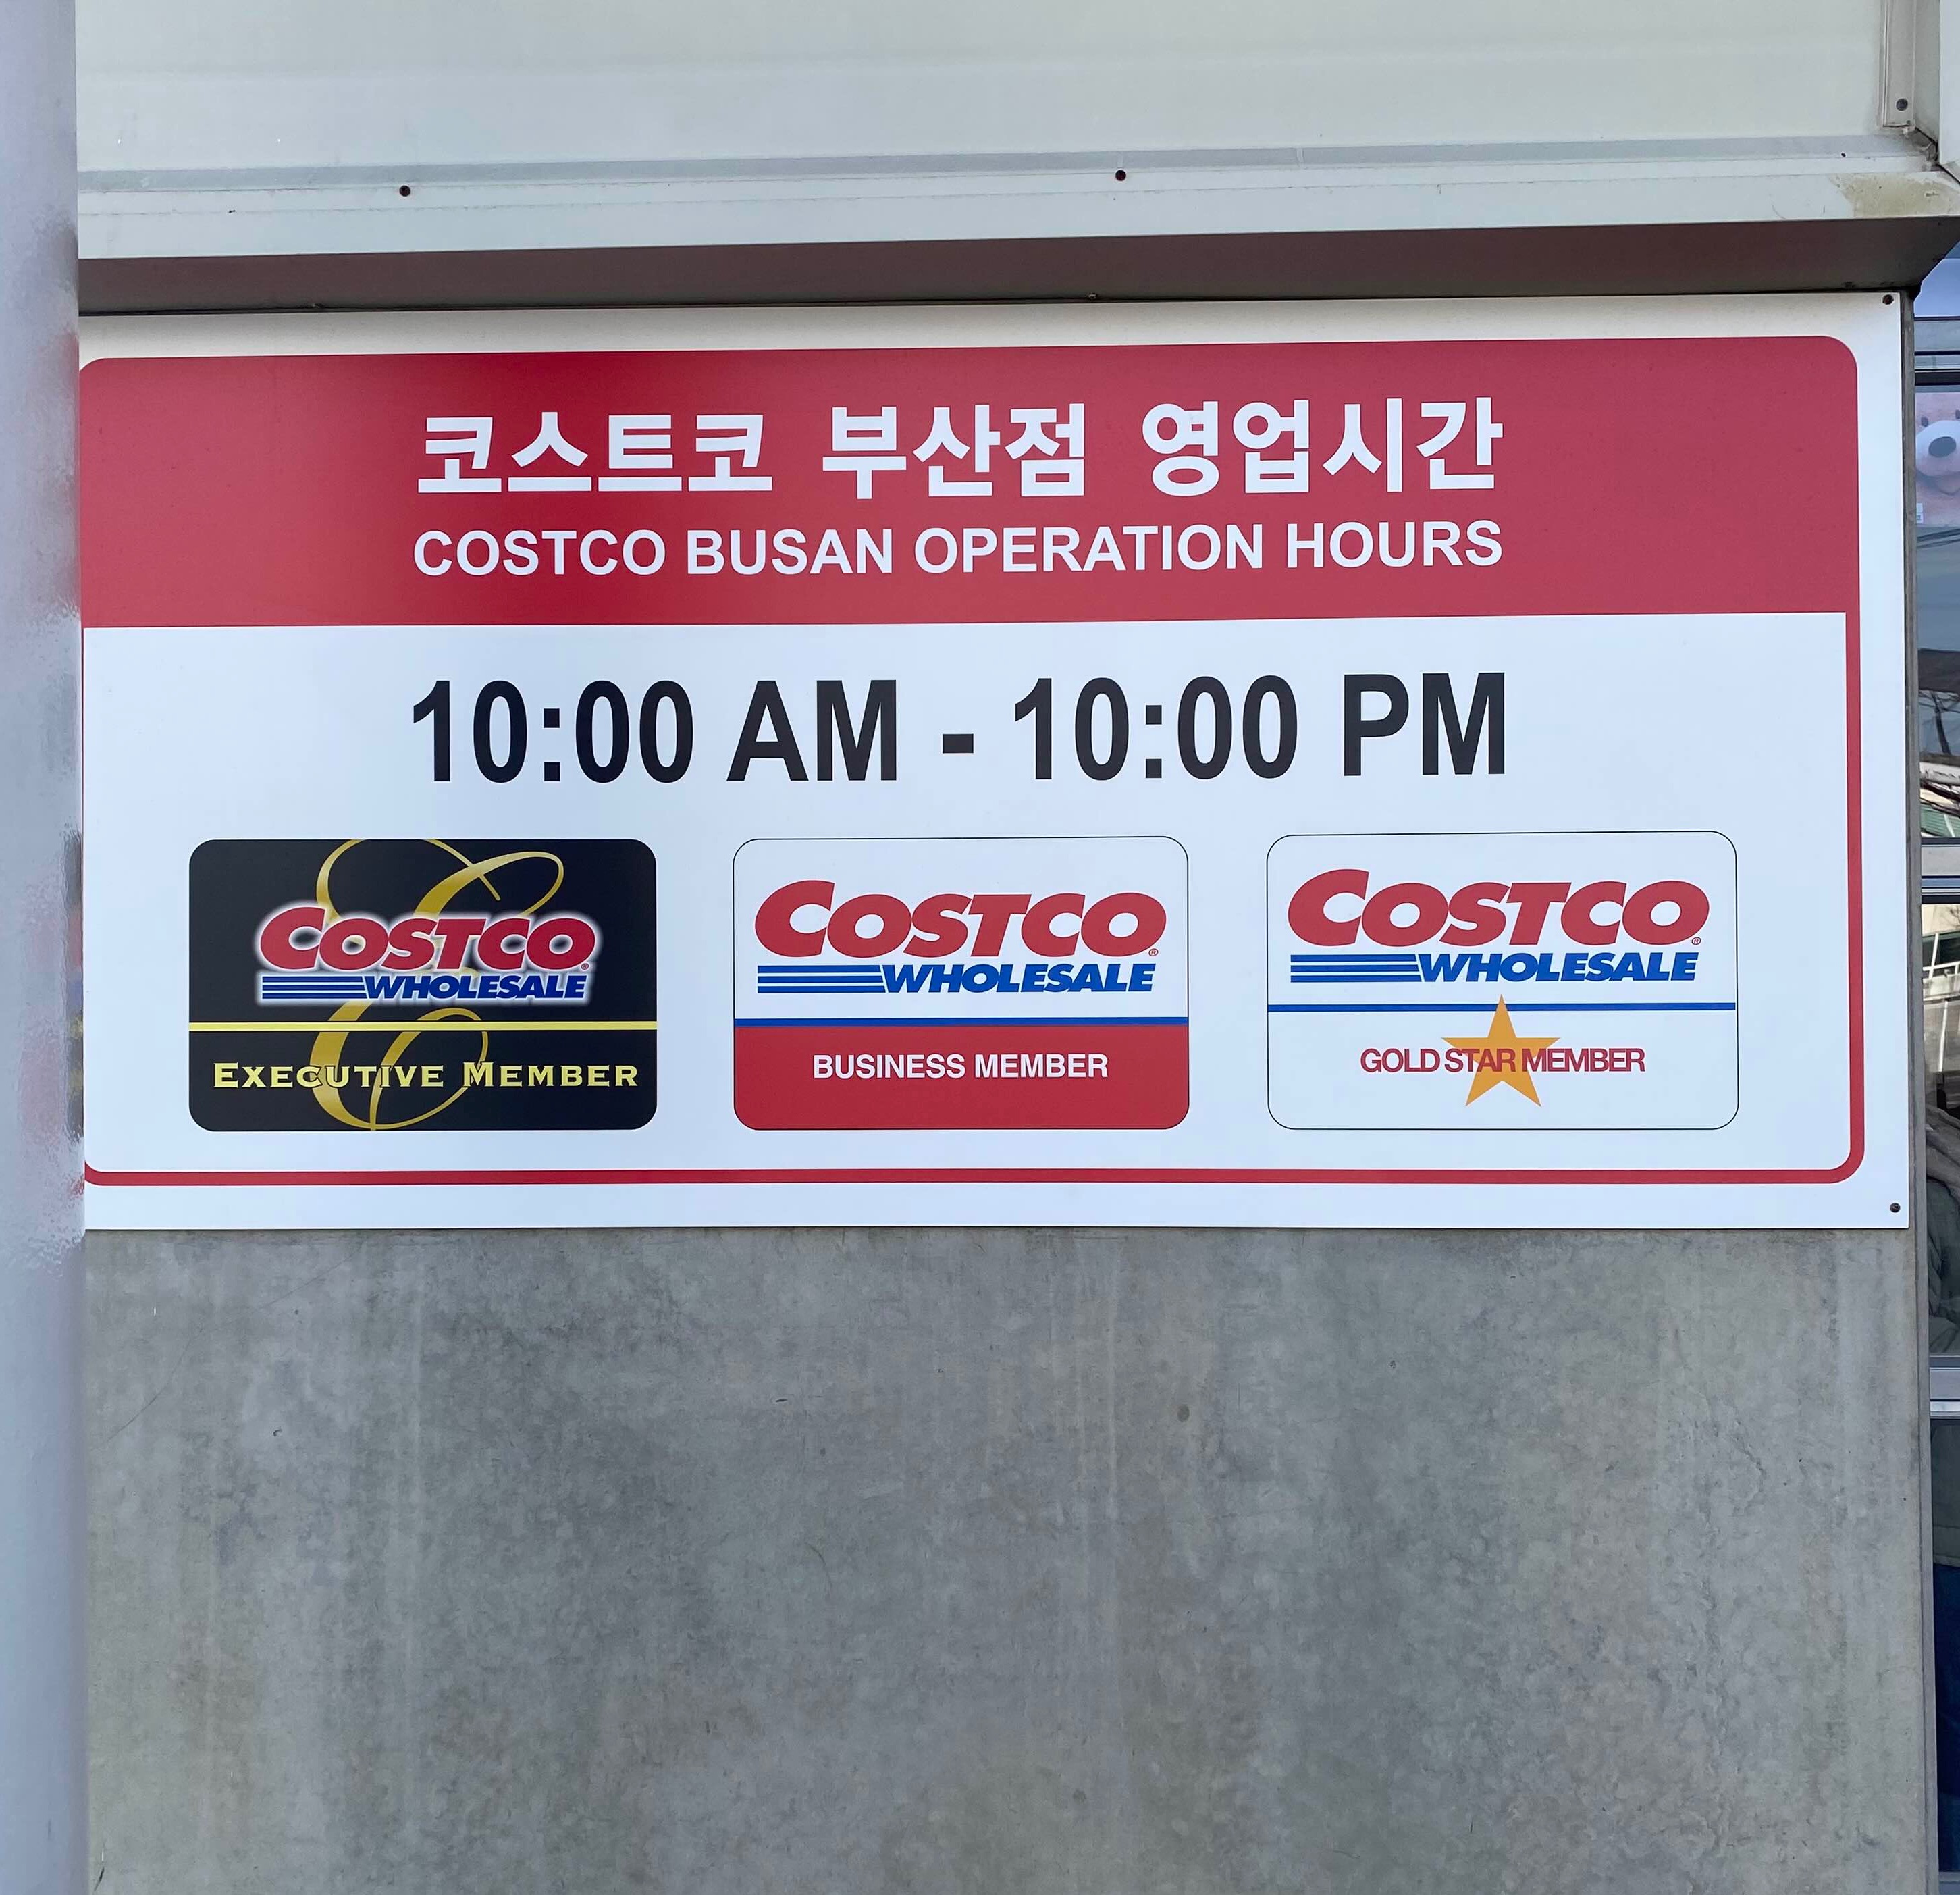 코스트코 부산점 영업시간
COSTCO BUSAN OPERATION HOURS
10:00 AM - 10:00 PM
COSTCO®
WHOLESALE
EXECUTIVE MEMBER
COSTCO®
WHOLESALE
BUSINESS MEMBER
COSTCO®
WHOLESALE
GOLD STAR MEMBER